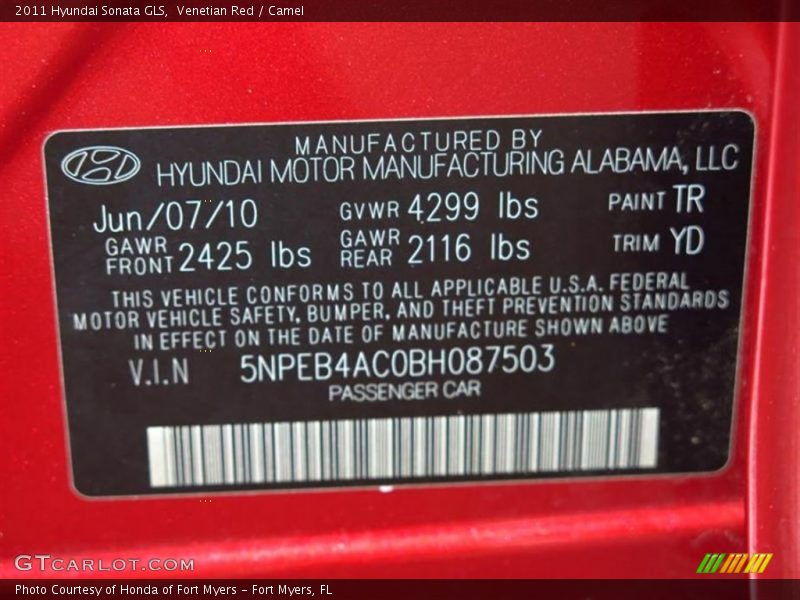 2011 Hyundai Sonata GLS, Venetian Red / Camel
MANUFACTURED BY
HYUNDAI MOTOR MANUFACTURING ALABAMA, LLC
Jun/07/10 GVWR 4299 lbs PAINT TR
GAWR FRONT 2425 lbs GAWR REAR 2116 lbs TRIM YD
THIS VEHICLE CONFORMS TO ALL APPLICABLE U.S.A. FEDERAL
MOTOR VEHICLE SAFETY, BUMPER, AND THEFT PREVENTION STANDARDS
IN EFFECT ON THE DATE OF MANUFACTURE SHOWN ABOVE
V.I.N 5NPEB4AC0BH087503
PASSENGER CAR
GTCARLOT.COM
Photo Courtesy of Honda of Fort Myers - Fort Myers, FL